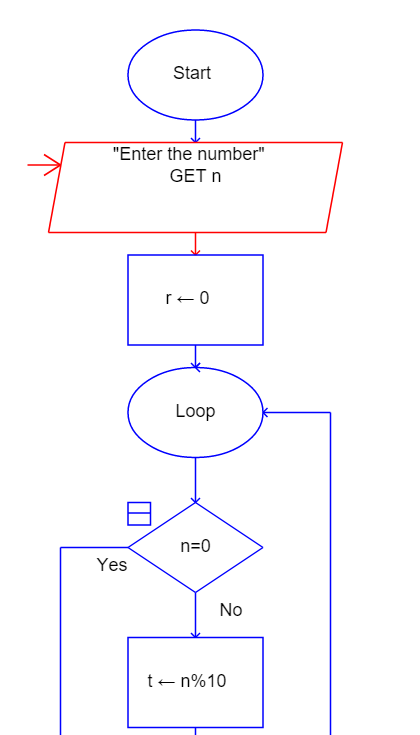 Start
"Enter the number"
GET n
r ← 0
Loop
n=0
Yes
No
t ← n%10